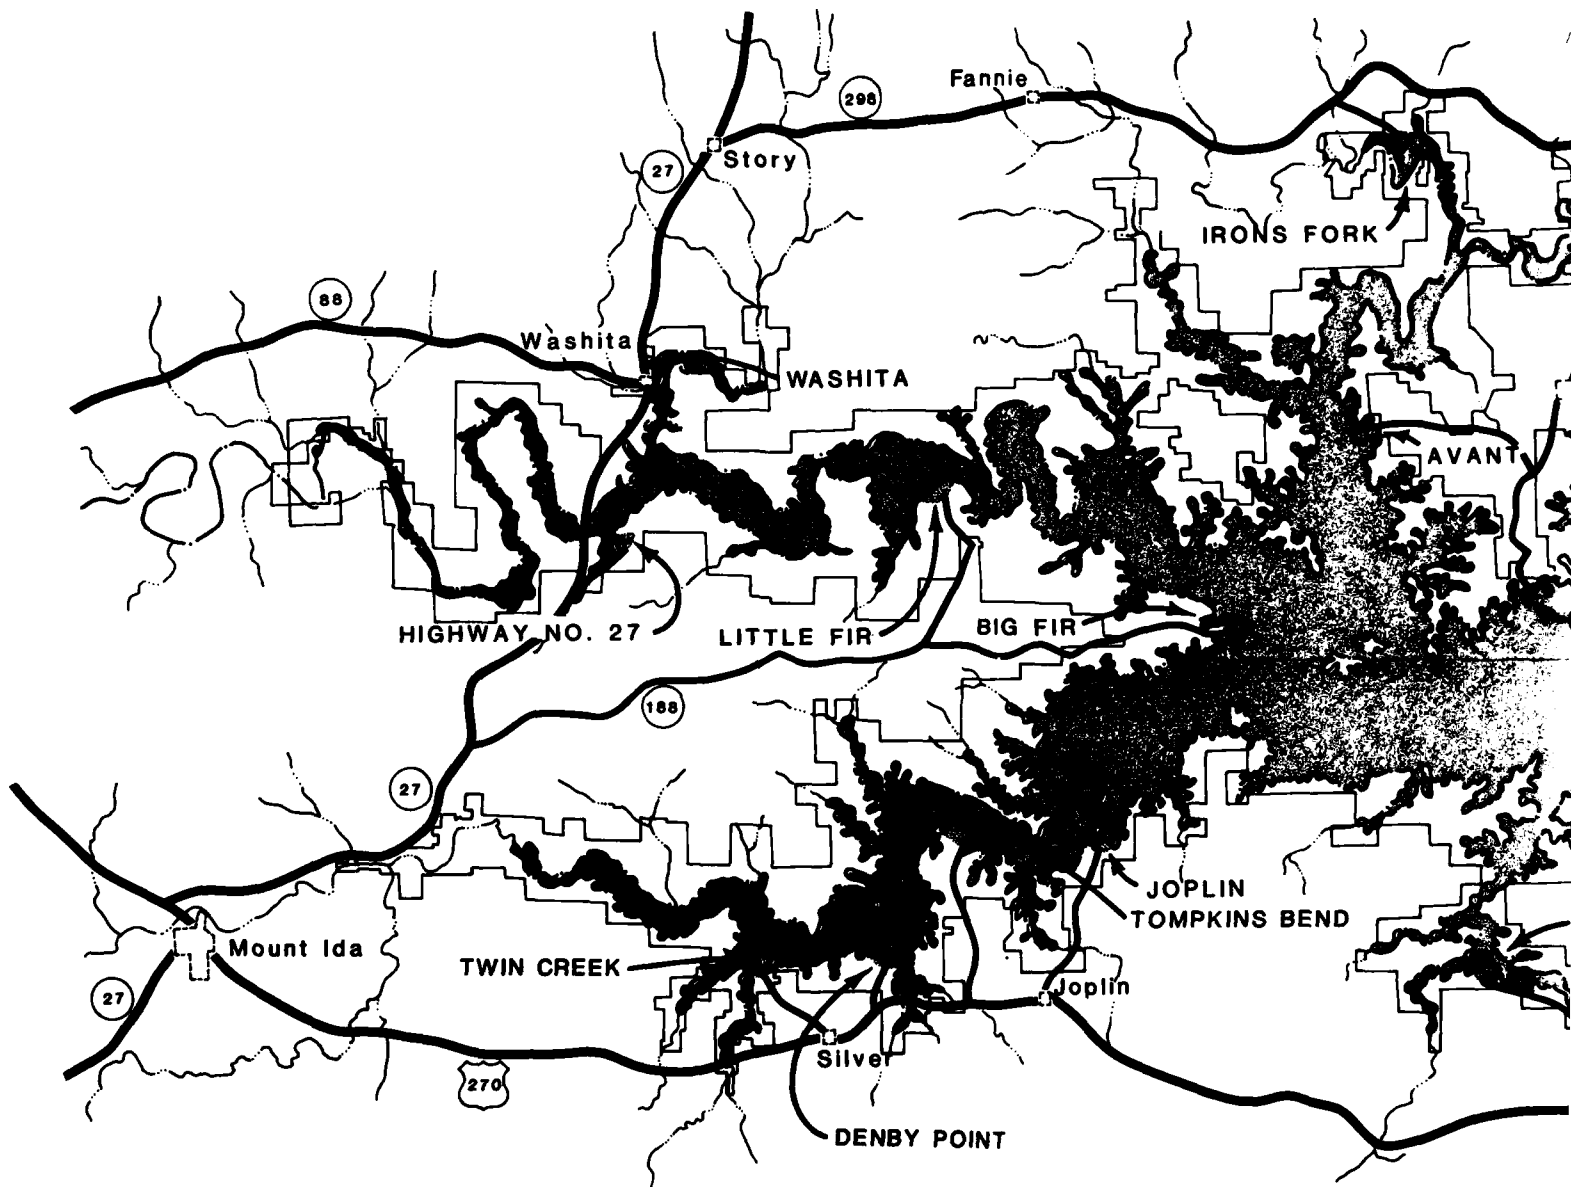 Fannie
298
Story
27
IRONS FORK
88
Washita
WASHITA
AVANT
HIGHWAY NO. 27
LITTLE FIR
BIG FIR
188
27
JOPLIN
TOMPKINS BEND
Mount Ida
TWIN CREEK
27
Joplin
Silver
270
DENBY POINT